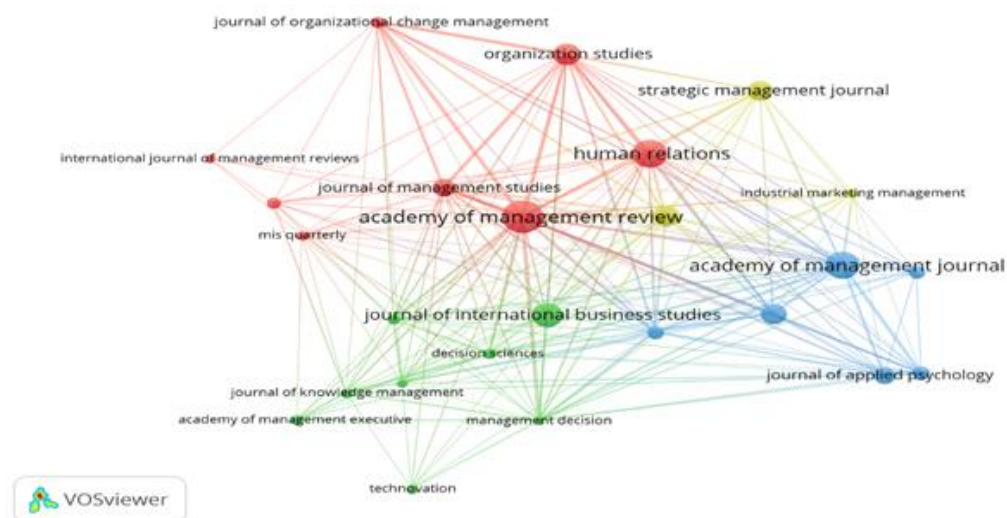 journal of organizational change management
organization studies
strategic management journal
human relations
international journal of management reviews
journal of management studies
industrial marketing management
academy of management review
mis quarterly
academy of management journal
journal of international business studies
decision sciences
journal of applied psychology
journal of knowledge management
academy of management executive
management decision
technovation
VOSviewer